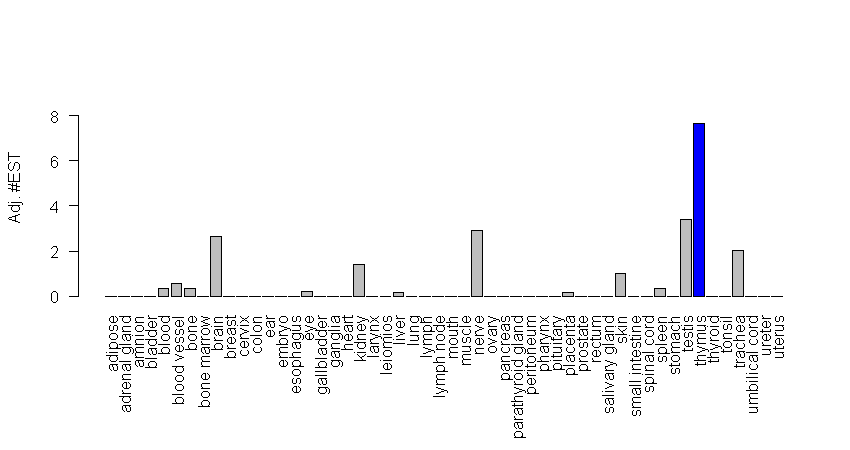 Adj. #EST
8
6
4
2
0
adipose
adrenal gland
amnion
bladder
blood
blood vessel
bone
bone marrow
brain
breast
cervix
colon
ear
embryo
esophagus
eye
gallbladder
ganglia
heart
kidney
larynx
leiomios
liver
lung
lymph
lymph node
mouth
muscle
nerve
ovary
pancreas
parathyroid gland
peritoneum
pharynx
pituitary
placenta
prostate
rectum
salivary gland
skin
small intestine
spinal cord
spleen
stomach
testis
thymus
thyroid
tonsil
trachea
umbilical cord
ureter
uterus